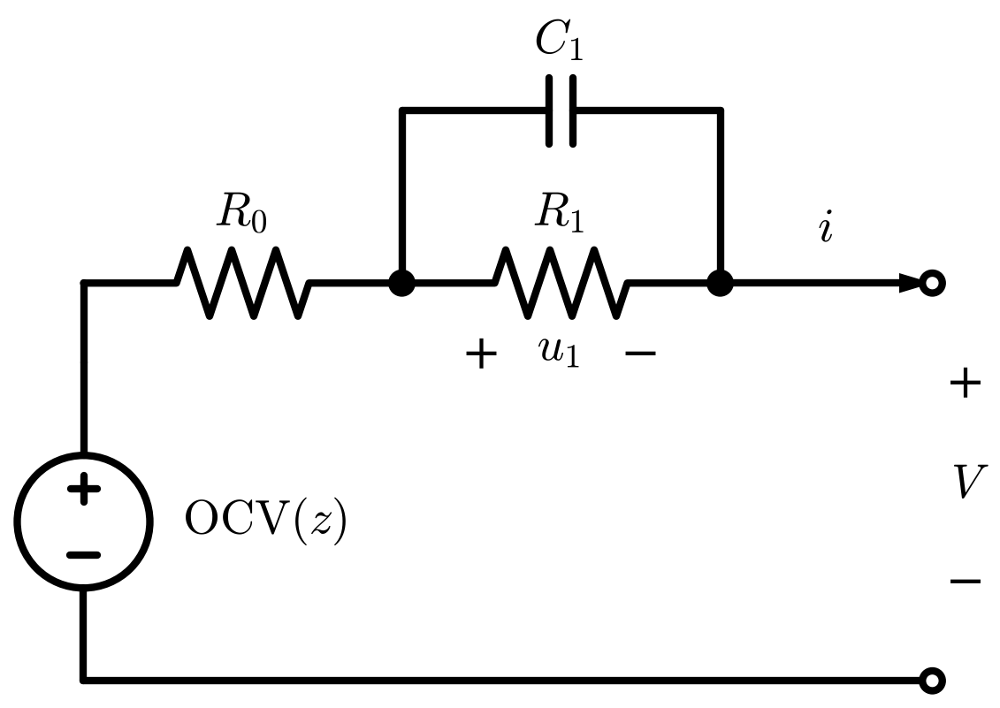 C₁
R₀
R₁
i
+ u₁ −
+
V
−
+
OCV(z)
−